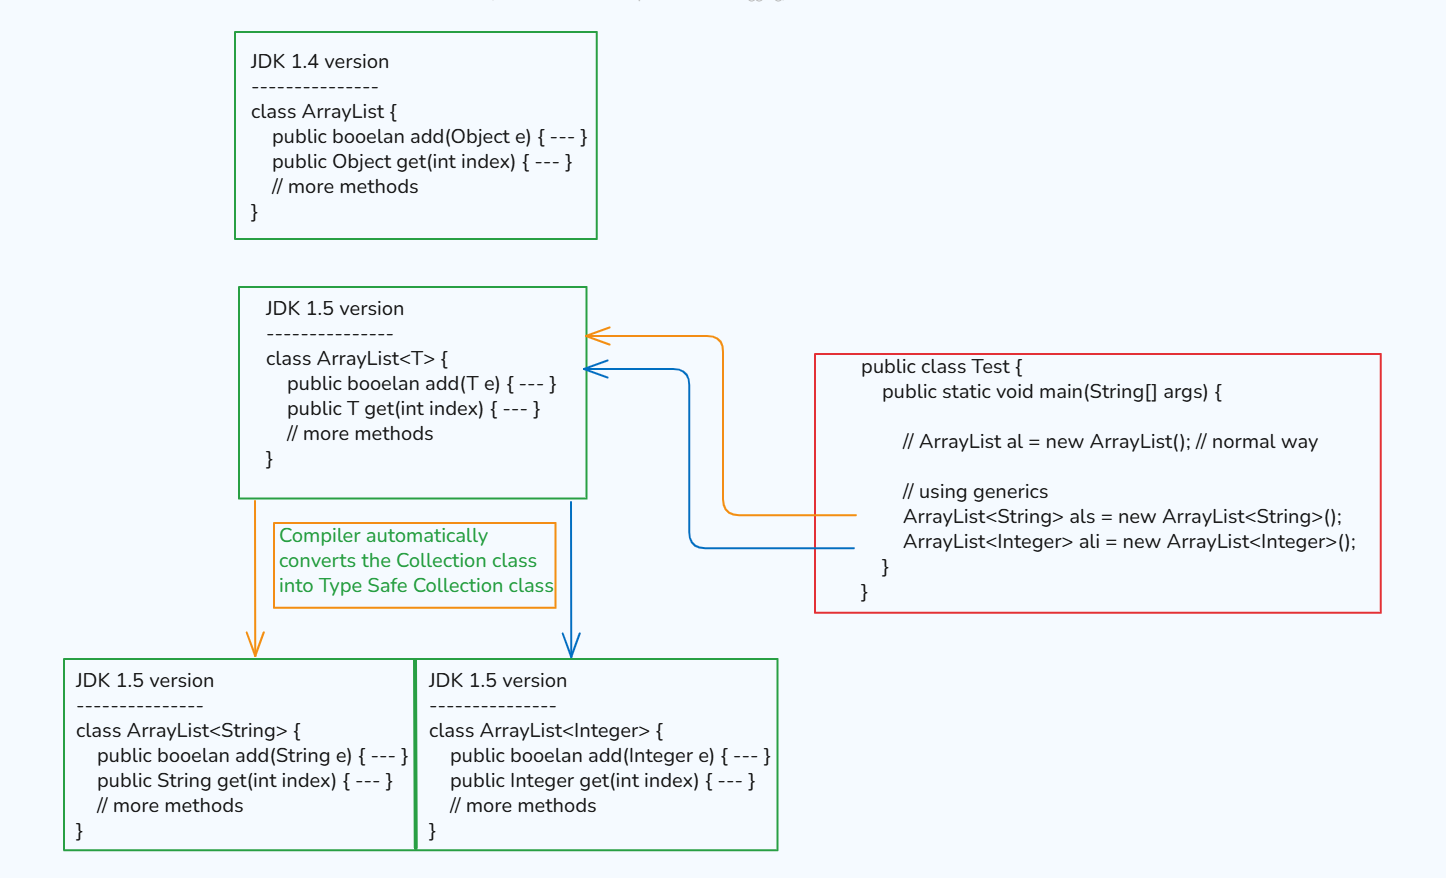 JDK 1.4 version
---------------
class ArrayList {
public booelan add(Object e) { --- }
public Object get(int index) { --- }
// more methods
}
JDK 1.5 version
---------------
class ArrayList<T> {
public booelan add(T e) { --- }
public T get(int index) { --- }
// more methods
}
public class Test {
public static void main(String[] args) {
// ArrayList al = new ArrayList(); // normal way
// using generics
ArrayList<String> als = new ArrayList<String>();
ArrayList<Integer> ali = new ArrayList<Integer>();
}
}
Compiler automatically
converts the Collection class
into Type Safe Collection class
JDK 1.5 version
---------------
class ArrayList<String> {
public booelan add(String e) { --- }
public String get(int index) { --- }
// more methods
}
JDK 1.5 version
---------------
class ArrayList<Integer> {
public booelan add(Integer e) { --- }
public Integer get(int index) { --- }
// more methods
}